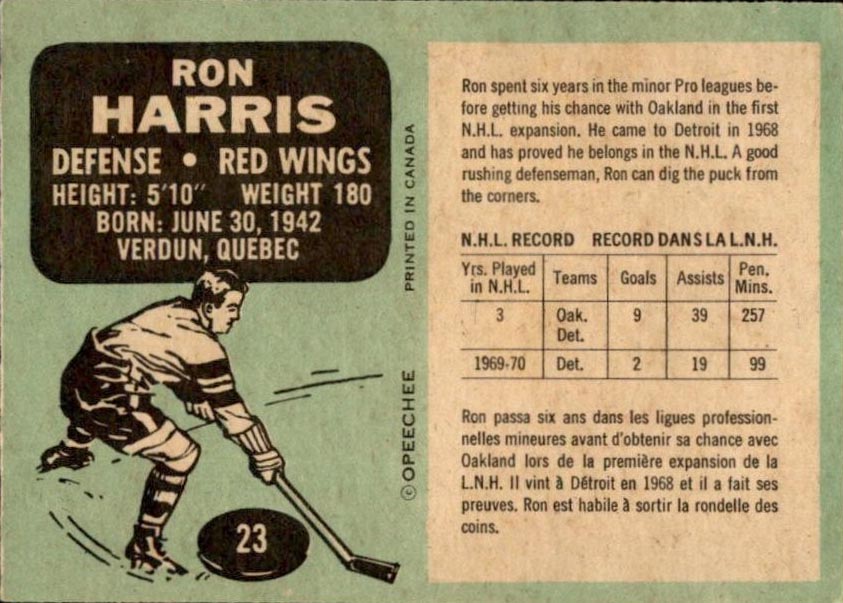 RON
HARRIS
DEFENSE • RED WINGS
HEIGHT: 5'10" WEIGHT 180
BORN: JUNE 30, 1942
VERDUN, QUEBEC
23
PRINTED IN CANADA
©OPEECHEE
Ron spent six years in the minor Pro leagues be-
fore getting his chance with Oakland in the first
N.H.L. expansion. He came to Detroit in 1968
and has proved he belongs in the N.H.L. A good
rushing defenseman, Ron can dig the puck from
the corners.
N.H.L. RECORD RECORD DANS LA L.N.H.
Yrs. Played in N.H.L. Teams Goals Assists Pen. Mins.
3 Oak. Det. 9 39 257
1969-70 Det. 2 19 99
Ron passa six ans dans les ligues profession-
nelles mineures avant d'obtenir sa chance avec
Oakland lors de la première expansion de la
L.N.H. Il vint à Détroit en 1968 et il a fait ses
preuves. Ron est habile à sortir la rondelle des
coins.